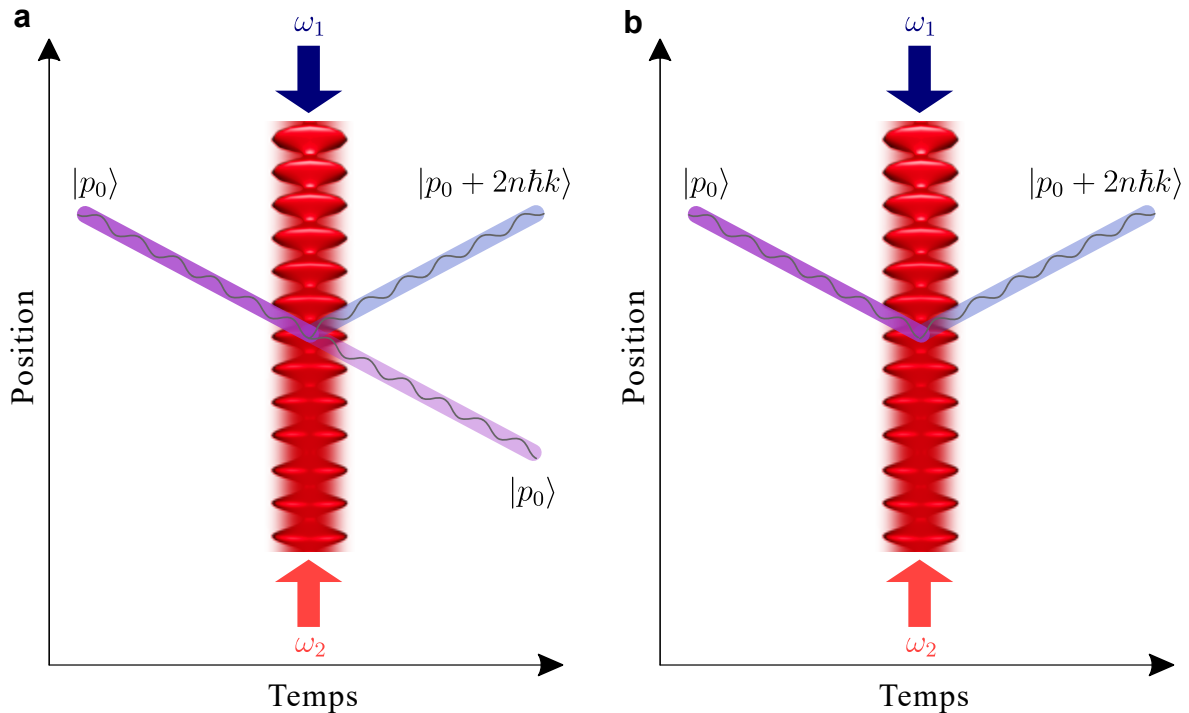 a
ω₁
|p₀⟩
|p₀ + 2nħk⟩
|p₀⟩
Position
ω₂
Temps
b
ω₁
|p₀⟩
|p₀ + 2nħk⟩
Position
ω₂
Temps